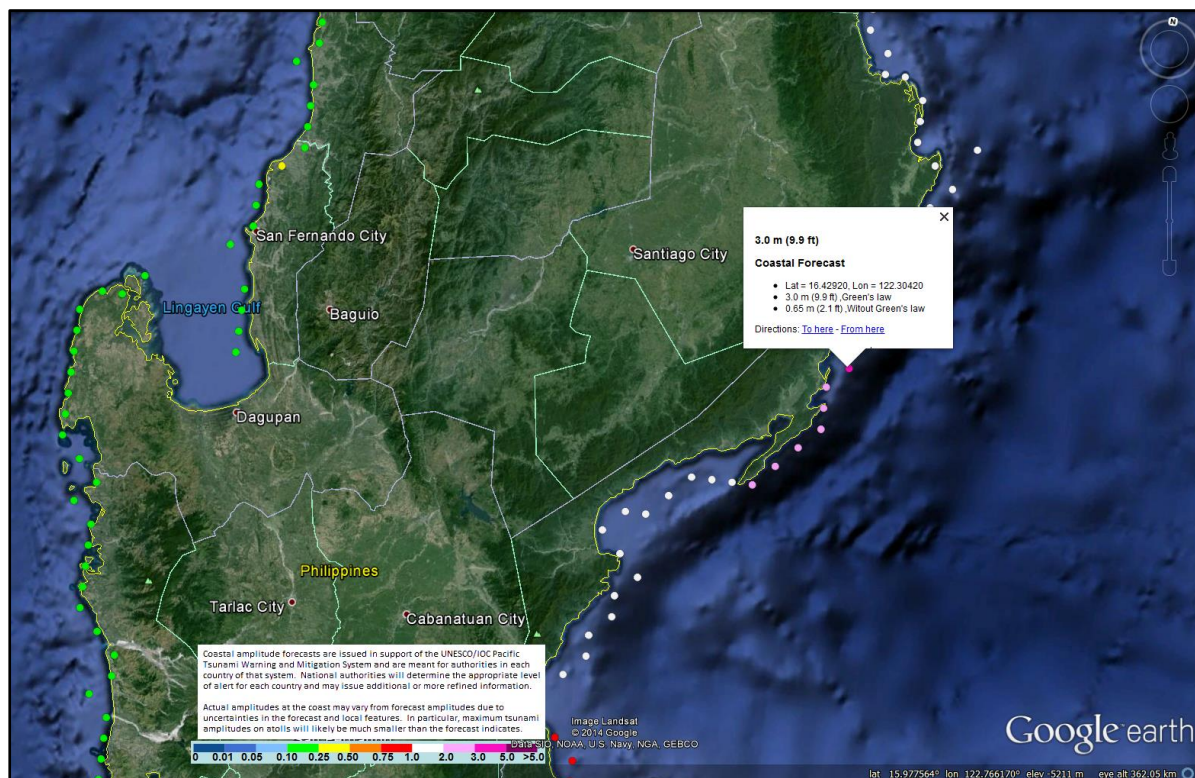 N
San Fernando City
Santiago City
Lingayen Gulf
Baguio
Dagupan
3.0 m (9.9 ft)
Coastal Forecast
Lat = 16.42920, Lon = 122.30420
3.0 m (9.9 ft) ,Green's law
0.65 m (2.1 ft) ,Witout Green's law
Directions: To here - From here
Philippines
Tarlac City
Cabanatuan City
Coastal amplitude forecasts are issued in support of the UNESCO/IOC Pacific
Tsunami Warning and Mitigation System and are meant for authorities in each
country of that system. National authorities will determine the appropriate level
of alert for each country and may issue additional or more refined information.
Actual amplitudes at the coast may vary from forecast amplitudes due to
uncertainties in the forecast and local features. In particular, maximum tsunami
amplitudes on atolls will likely be much smaller than the forecast indicates.
0 0.01 0.05 0.10 0.25 0.50 0.75 1.0 2.0 3.0 5.0 >5.0
Image Landsat
© 2014 Google
Data SIO, NOAA, U.S. Navy, NGA, GEBCO
Google earth
lat 15.977564° lon 122.766170° elev -5211 m eye alt 362.05 km